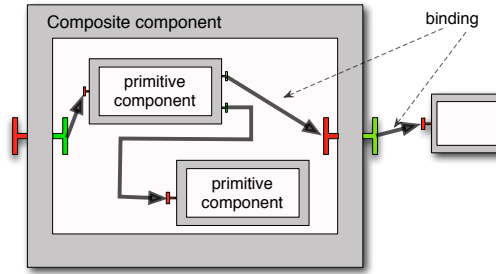 Composite component
binding
primitive
component
primitive
component